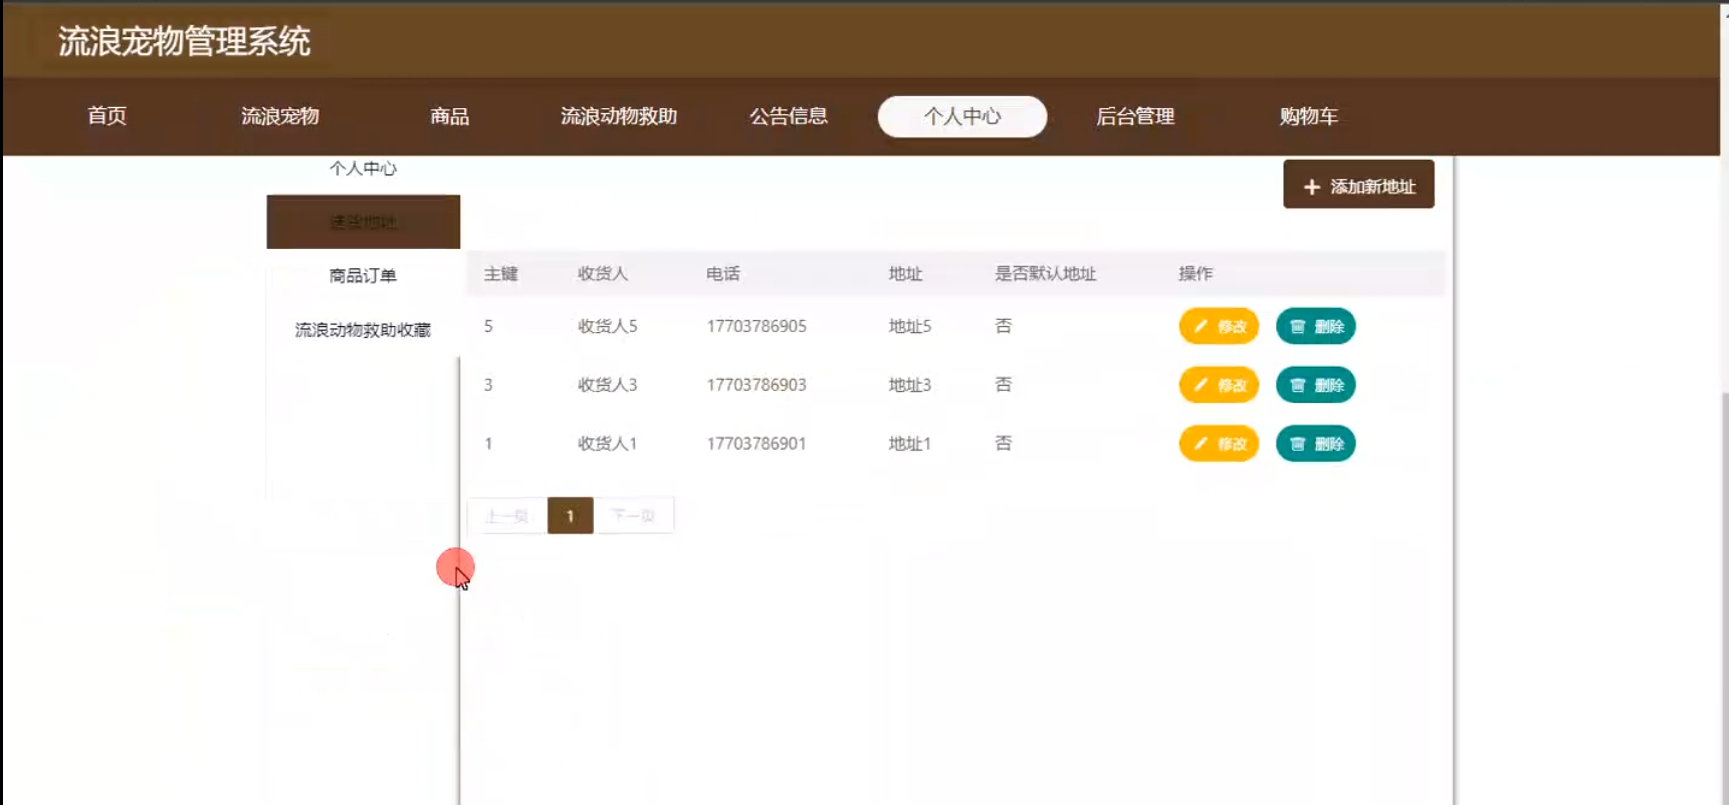 流浪宠物管理系统
首页 流浪宠物 商品 流浪动物救助 公告信息 个人中心 后台管理 购物车
个人中心
添加新地址
送货地址
商品订单
流浪动物救助收藏
主键 收货人 电话 地址 是否默认地址 操作
5 收货人5 17703786905 地址5 否 修改 删除
3 收货人3 17703786903 地址3 否 修改 删除
1 收货人1 17703786901 地址1 否 修改 删除
上一页 1 下一页